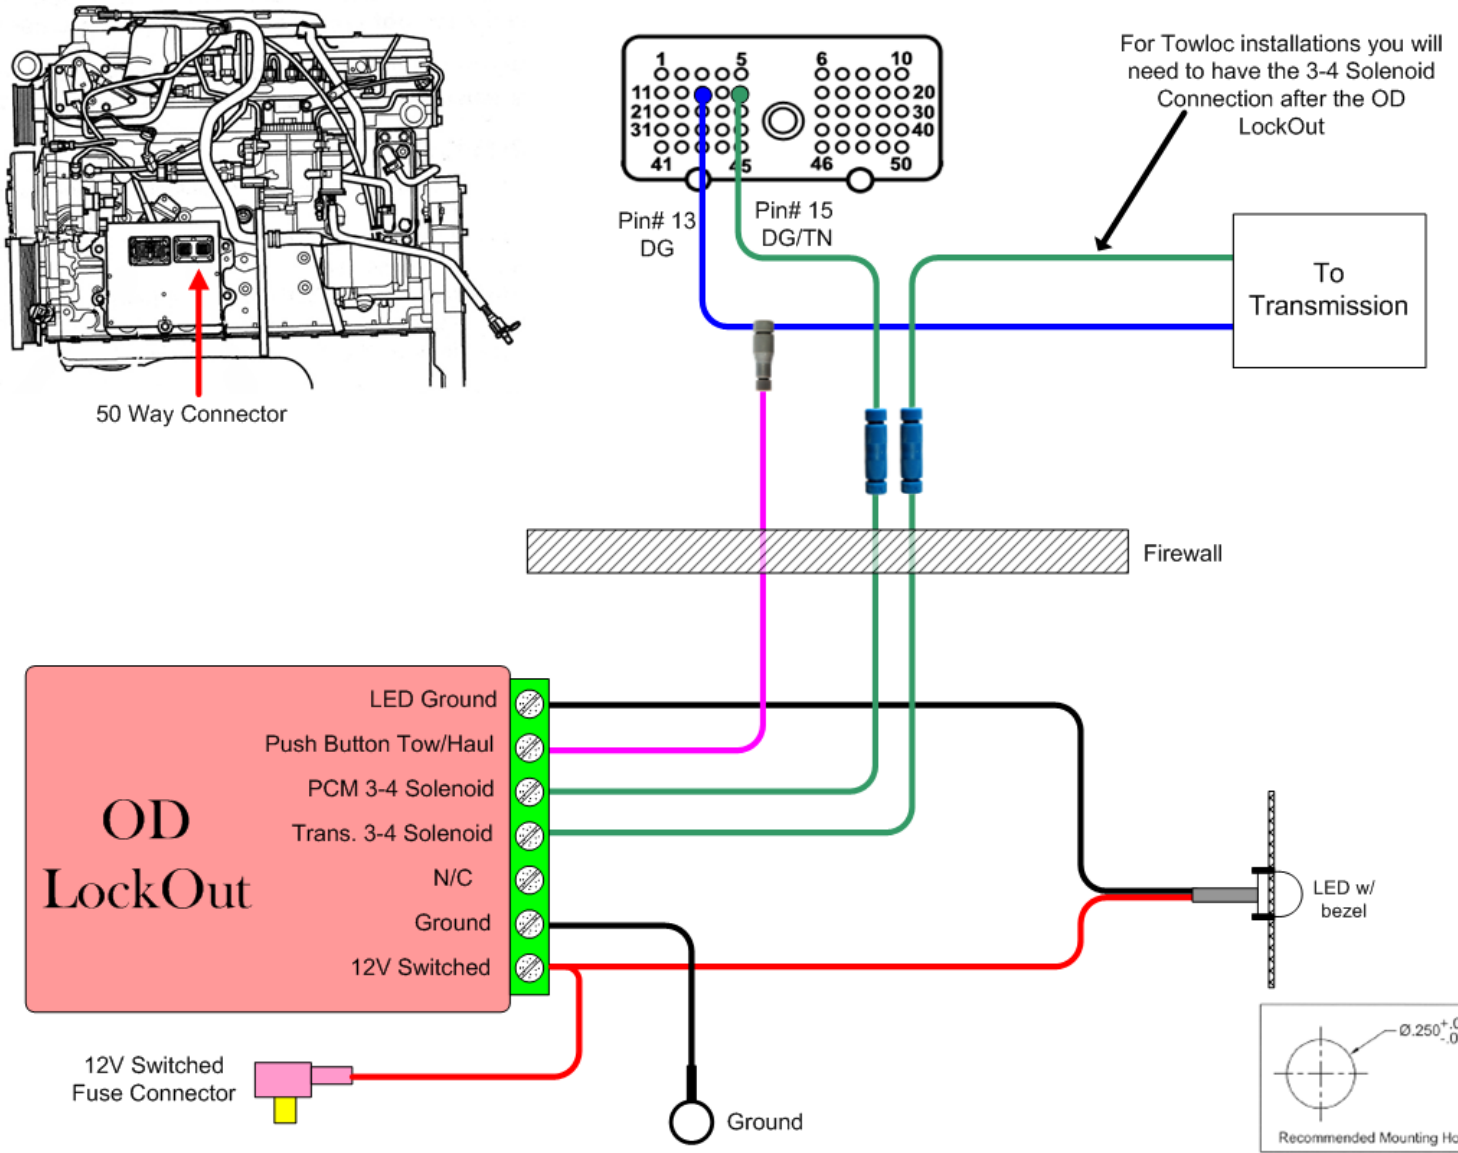 For Towloc installations you will
need to have the 3-4 Solenoid
Connection after the OD
LockOut
1 5 6 10
11 20
21 30
31 40
41 45 46 50
Pin# 13
DG
Pin# 15
DG/TN
To
Transmission
50 Way Connector
Firewall
LED Ground
Push Button Tow/Haul
PCM 3-4 Solenoid
Trans. 3-4 Solenoid
N/C
Ground
12V Switched
OD
LockOut
LED w/
bezel
12V Switched
Fuse Connector
Ground
Ø.250
Recommended Mounting